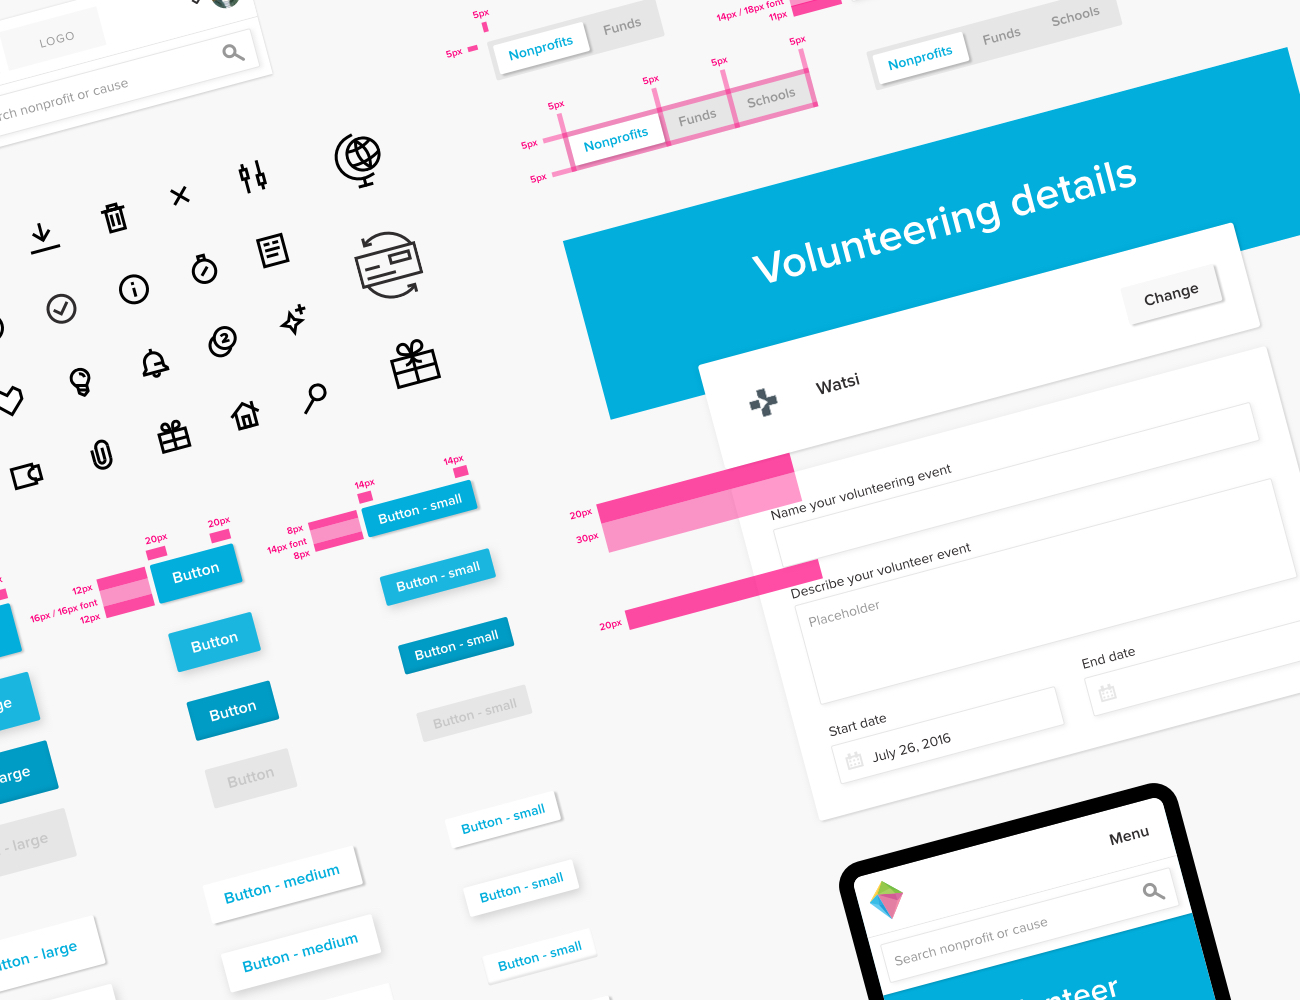 LOGO
rch nonprofit or cause
5px
5px
Nonprofits
Funds
14px / 18px font
11px
Nonprofits
Funds
Schools
5px
5px
5px
5px
5px
5px
Nonprofits
Funds
Schools
Volunteering details
Change
Watsi
20px
30px
Name your volunteering event
20px
Describe your volunteer event
Placeholder
Start date
July 26, 2016
End date
14px
14px
8px
14px font
8px
Button - small
Button - small
Button - small
Button - small
20px
20px
12px
16px / 16px font
12px
Button
Button
Button
Button
x
ge
arge
- large
Button - small
Button - small
Button - small
Button - medium
Button - medium
tton - large
Menu
Search nonprofit or cause
nteer
2